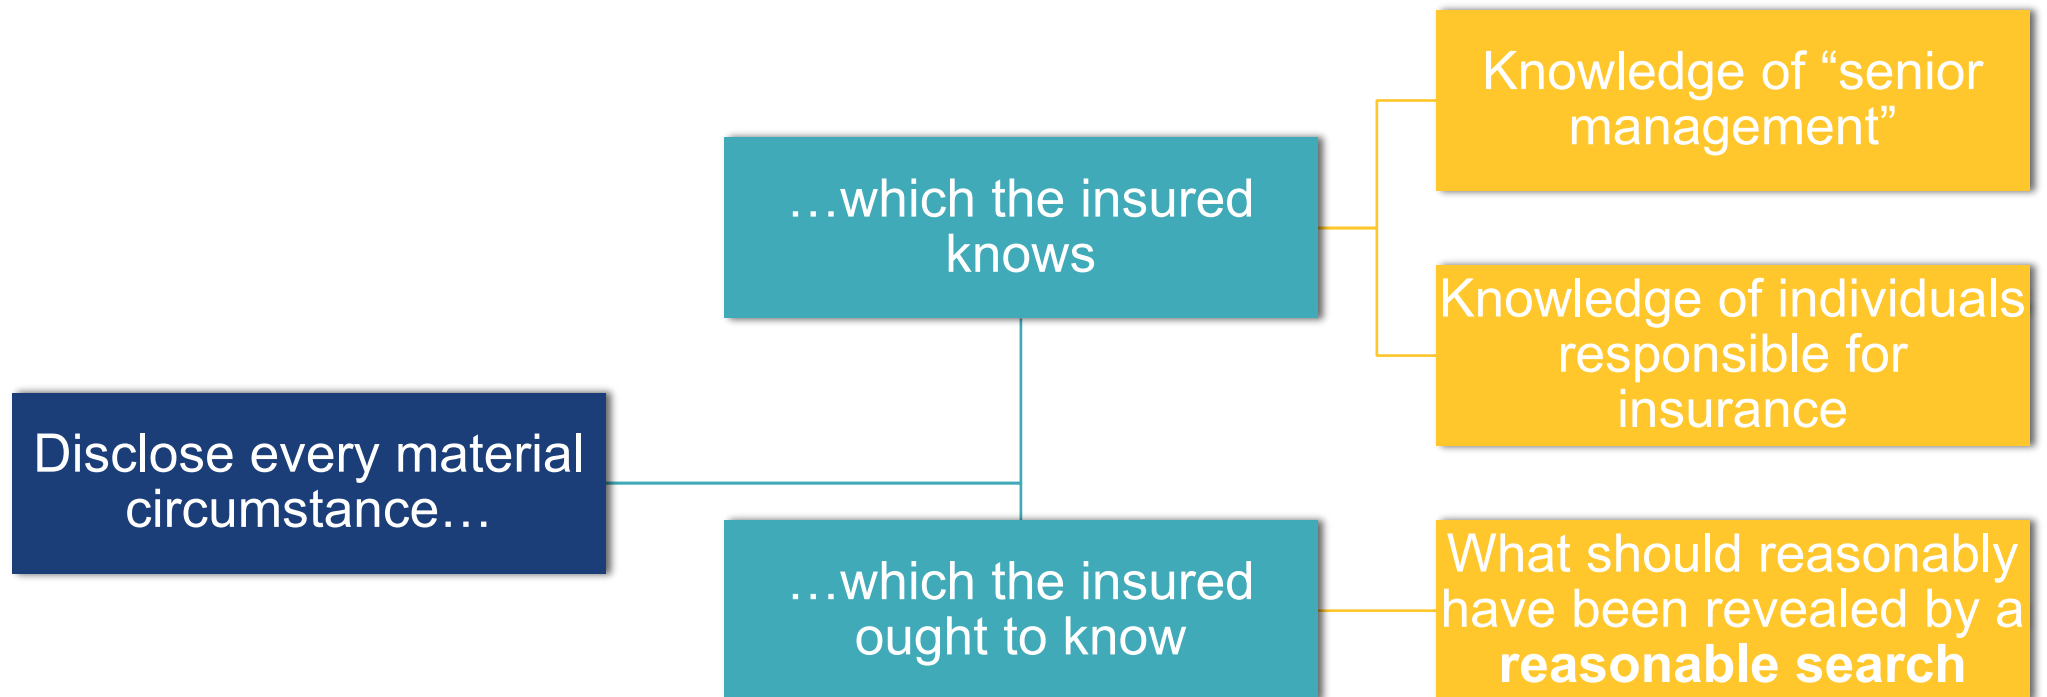 Disclose every material
circumstance…
…which the insured
knows
Knowledge of “senior
management”
Knowledge of individuals
responsible for
insurance
…which the insured
ought to know
What should reasonably
have been revealed by a
reasonable search